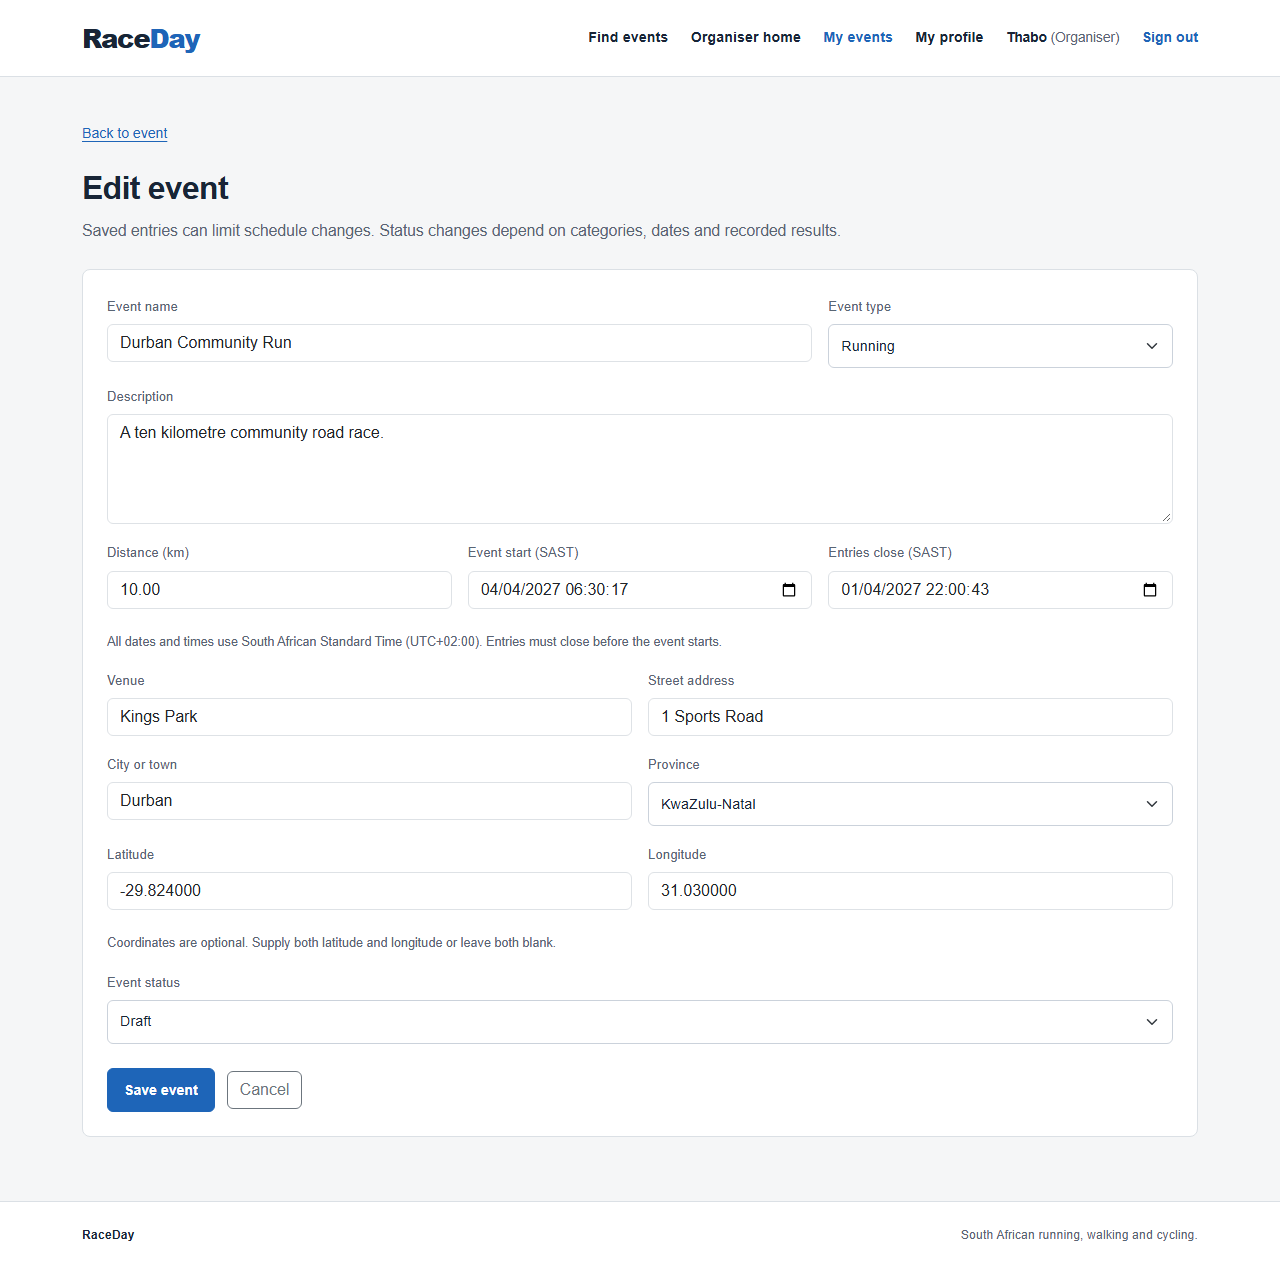 RaceDay
Find events Organiser home My events My profile Thabo (Organiser) Sign out
Back to event
Edit event
Saved entries can limit schedule changes. Status changes depend on categories, dates and recorded results.
Event name Event type
Durban Community Run Running
Description
A ten kilometre community road race.
Distance (km) Event start (SAST) Entries close (SAST)
10.00 04/04/2027 06:30:17 01/04/2027 22:00:43
All dates and times use South African Standard Time (UTC+02:00). Entries must close before the event starts.
Venue Street address
Kings Park 1 Sports Road
City or town Province
Durban KwaZulu-Natal
Latitude Longitude
-29.824000 31.030000
Coordinates are optional. Supply both latitude and longitude or leave both blank.
Event status
Draft
Save event Cancel
RaceDay South African running, walking and cycling.